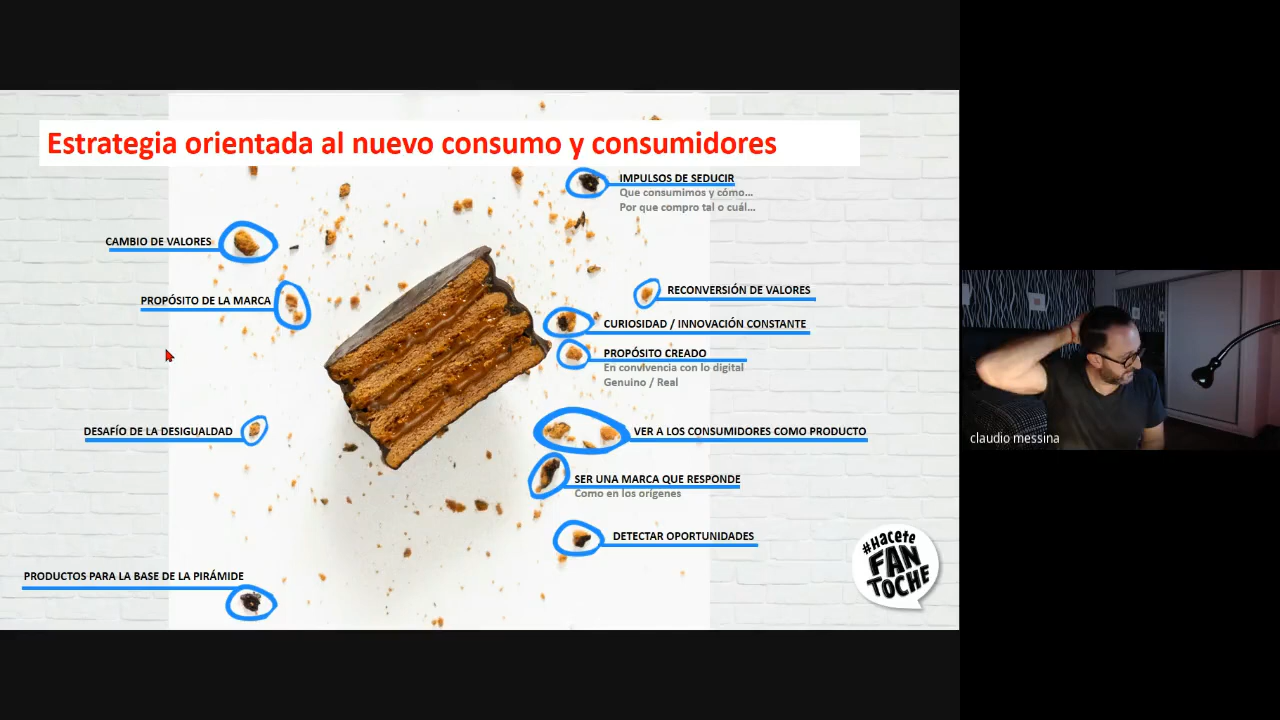 Estrategia orientada al nuevo consumo y consumidores
IMPULSOS DE SEDUCIR
Que consumimos y cómo...
Por que compro tal o cuál...
CAMBIO DE VALORES
PROPÓSITO DE LA MARCA
RECONVERSIÓN DE VALORES
CURIOSIDAD / INNOVACIÓN CONSTANTE
PROPÓSITO CREADO
En convivencia con lo digital
Genuino / Real
DESAFÍO DE LA DESIGUALDAD
VER A LOS CONSUMIDORES COMO PRODUCTO
SER UNA MARCA QUE RESPONDE
Como en los orígenes
DETECTAR OPORTUNIDADES
PRODUCTOS PARA LA BASE DE LA PIRÁMIDE
#HACETE
FAN
TOCHE
claudio messina